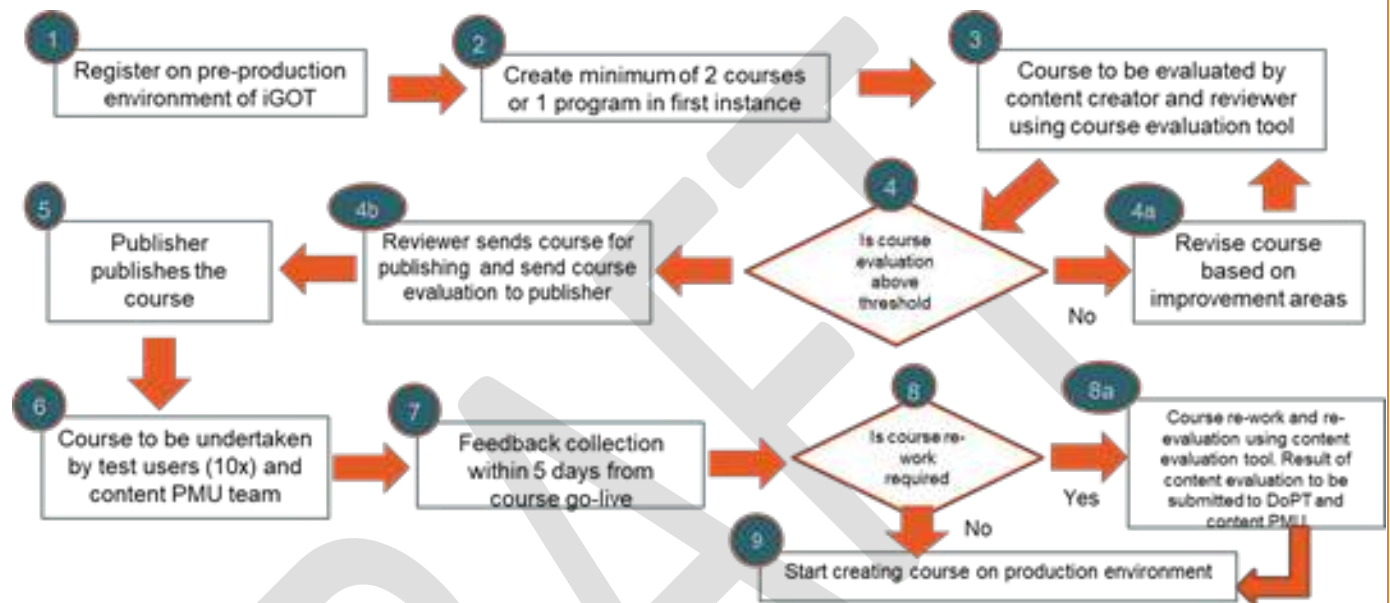 1
Register on pre-production
environment of iGOT
2
Create minimum of 2 courses
or 1 program in first instance
3
Course to be evaluated by
content creator and reviewer
using course evaluation tool
4
Is course
evaluation
above
threshold
No
4a
Revise course
based on
improvement areas
4b
Reviewer sends course for
publishing and send course
evaluation to publisher
5
Publisher
publishes the
course
6
Course to be undertaken
by test users (10x) and
content PMU team
7
Feedback collection
within 5 days from
course go-live
8
Is course re-
work
required
Yes
8a
Course re-work and re-
evaluation using content
evaluation tool. Result of
content evaluation to be
submitted to DoPT and
content PMU
No
9
Start creating course on production environment
DRAFT